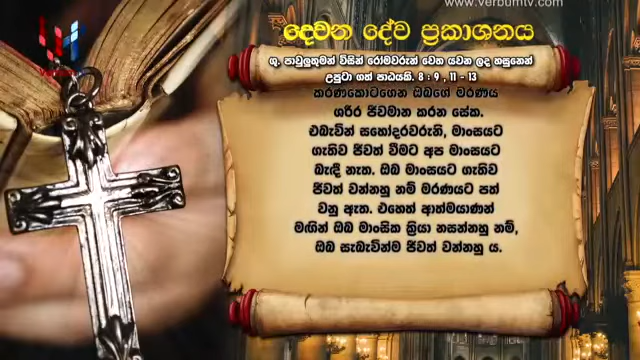 www.verbumtv.com
දෙවන දේව ප්‍රකාශනය
ශු. පාවුලුතුමන් විසින් රෝමවරුන් වෙත යවන ලද හසුනෙන්
උපුටා ගත් පාඨයකි. 8 : 9 , 11 - 13
කරණකොටගෙන ඔබගේ මරණය
ශරීර ජීවමාන කරන සේක.
එබැවින් සහෝදරවරුනි, මාංසයට
ගැතිව ජීවත් වීමට අප මාංසයට
බැඳී නැත. ඔබ මාංසයට ගැතිව
ජීවත් වන්නහු නම් මරණයට පත්
වනු ඇත. එහෙත් ආත්මයාණන්
මඟින් ඔබ මාංසික ක්‍රියා නසන්නහු නම්,
ඔබ සැබැවින්ම ජීවත් වන්නහු ය.